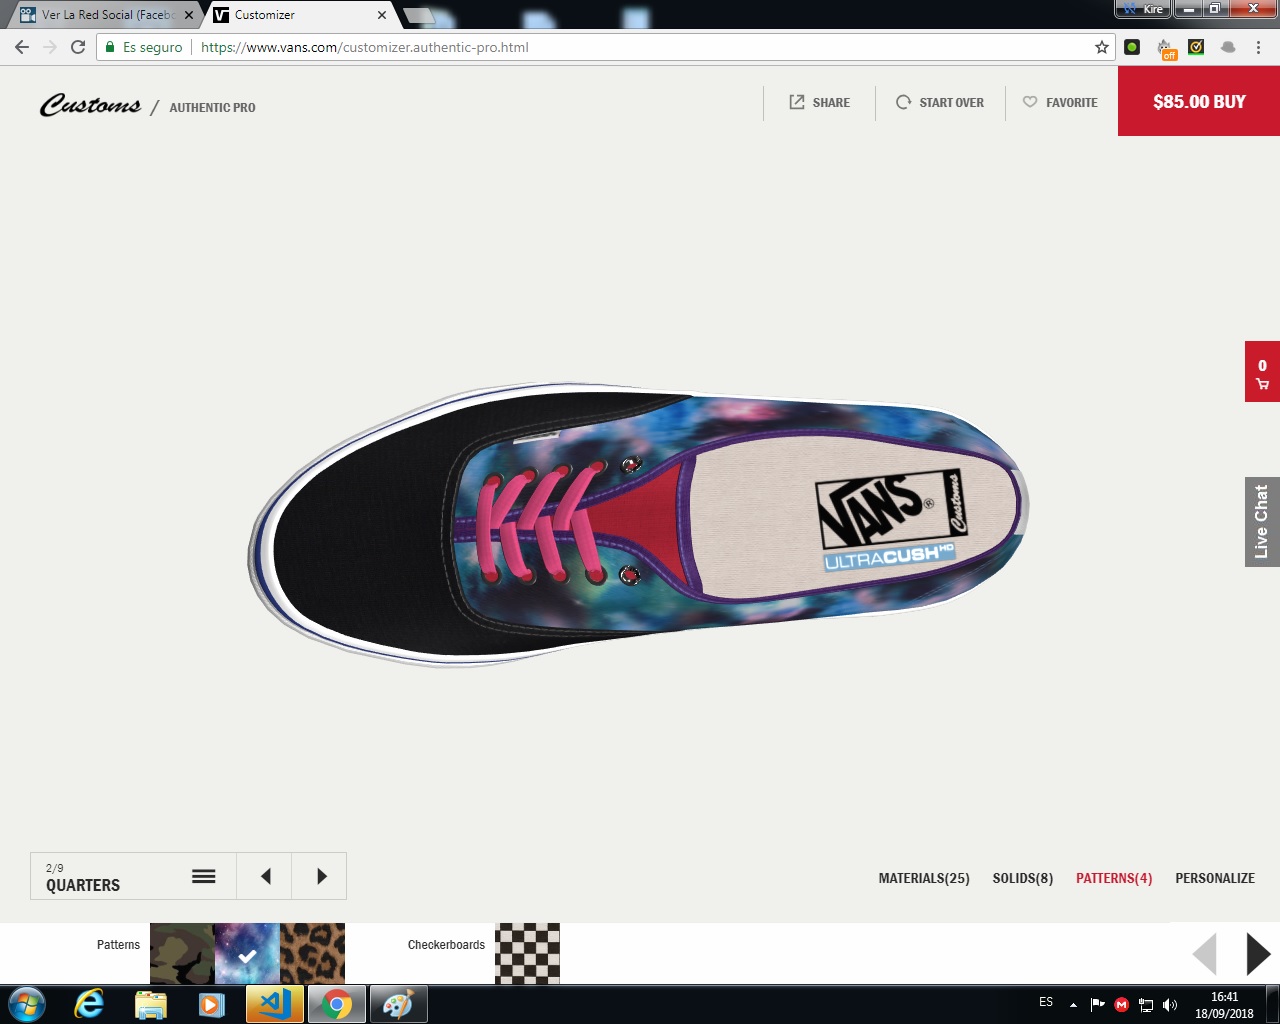 Ver La Red Social (Facebo
Customizer
Kire
Es seguro
https://www.vans.com/customizer.authentic-pro.html
off
Customs / AUTHENTIC PRO
SHARE
START OVER
FAVORITE
$85.00 BUY
0
Live Chat
VANS®
Customs
ULTRACUSH HD
2/9
QUARTERS
MATERIALS(25)
SOLIDS(8)
PATTERNS(4)
PERSONALIZE
Patterns
Checkerboards
ES
16:41
18/09/2018